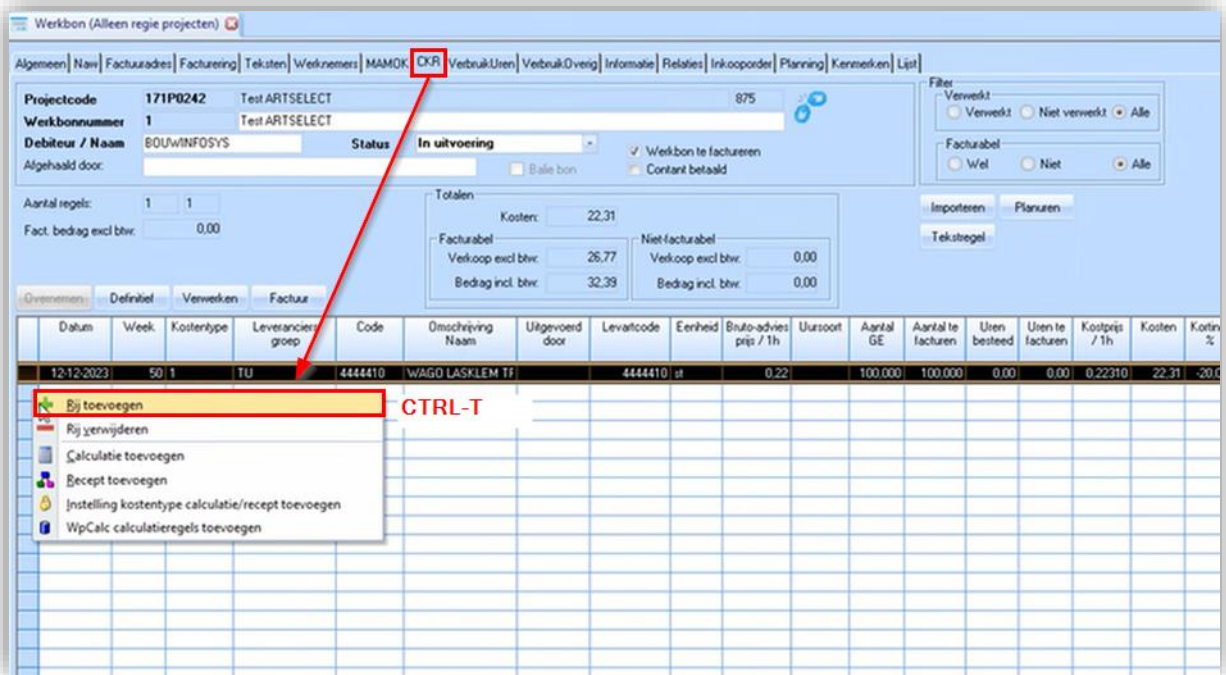 Werkbon (Alleen regie projecten)
Algemeen Naw Factuuradres Facturering Teksten Werknemers MAMOK CKR VerbruikUren VerbruikOverig Informatie Relaties Inkooporder Planning Kenmerken Lijst
Projectcode 171P0242 Test ARTSELECT 875
Werkbonnummer 1 Test ARTSELECT
Debiteur / Naam BOUWINFOSYS Status In uitvoering
Afgehaald door: Balie bon
Werkbon te factureren
Contant betaald
Filter
Verwerkt
Verwerkt Niet verwerkt Alle
Facturabel
Wel Niet Alle
Aantal regels: 1 1
Fact. bedrag excl btw: 0,00
Totalen
Kosten: 22,31
Facturabel
Verkoop excl btw: 26,77
Bedrag incl. btw: 32,39
Niet-facturabel
Verkoop excl btw: 0,00
Bedrag incl. btw: 0,00
Importeren Planuren
Tekstregel
Overnemen Definitief Verwerken Factuur
Datum Week Kostentype Leveranciers groep Code Omschrijving Naam Uitgevoerd door Levartcode Eenheid Bruto-advies prijs / 1h Uursoort Aantal GE Aantal te facturen Uren besteed Uren te facturen Kostprijs / 1h Kosten Kortin %
12-12-2023 50 1 TU 4444410 WAGO LASKLEM TF 4444410 st 0,22 100,000 100,000 0,00 0,00 0,22310 22,31 -20,0
Rij toevoegen CTRL-T
Rij verwijderen
Calculatie toevoegen
Recept toevoegen
Instelling kostentype calculatie/recept toevoegen
WpCalc calculatieregels toevoegen